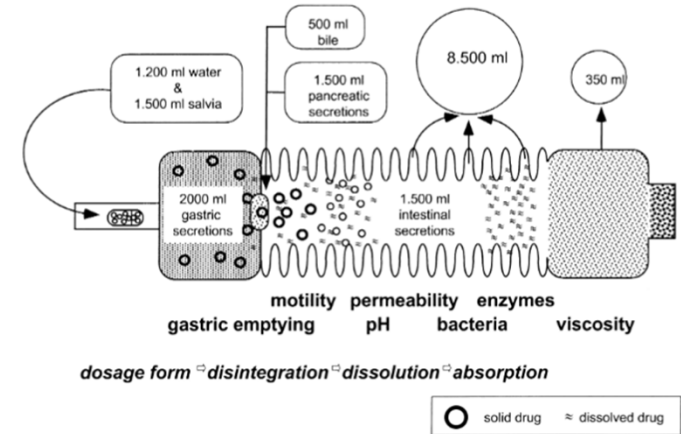 500 ml
bile
8.500 ml
1.200 ml water
&
1.500 ml salvia
1.500 ml
pancreatic
secretions
350 ml
2000 ml
gastric
secretions
1.500 ml
intestinal
secretions
motility permeability enzymes
gastric emptying pH bacteria viscosity
dosage form ⇨ disintegration ⇨ dissolution ⇨ absorption
solid drug ≈ dissolved drug